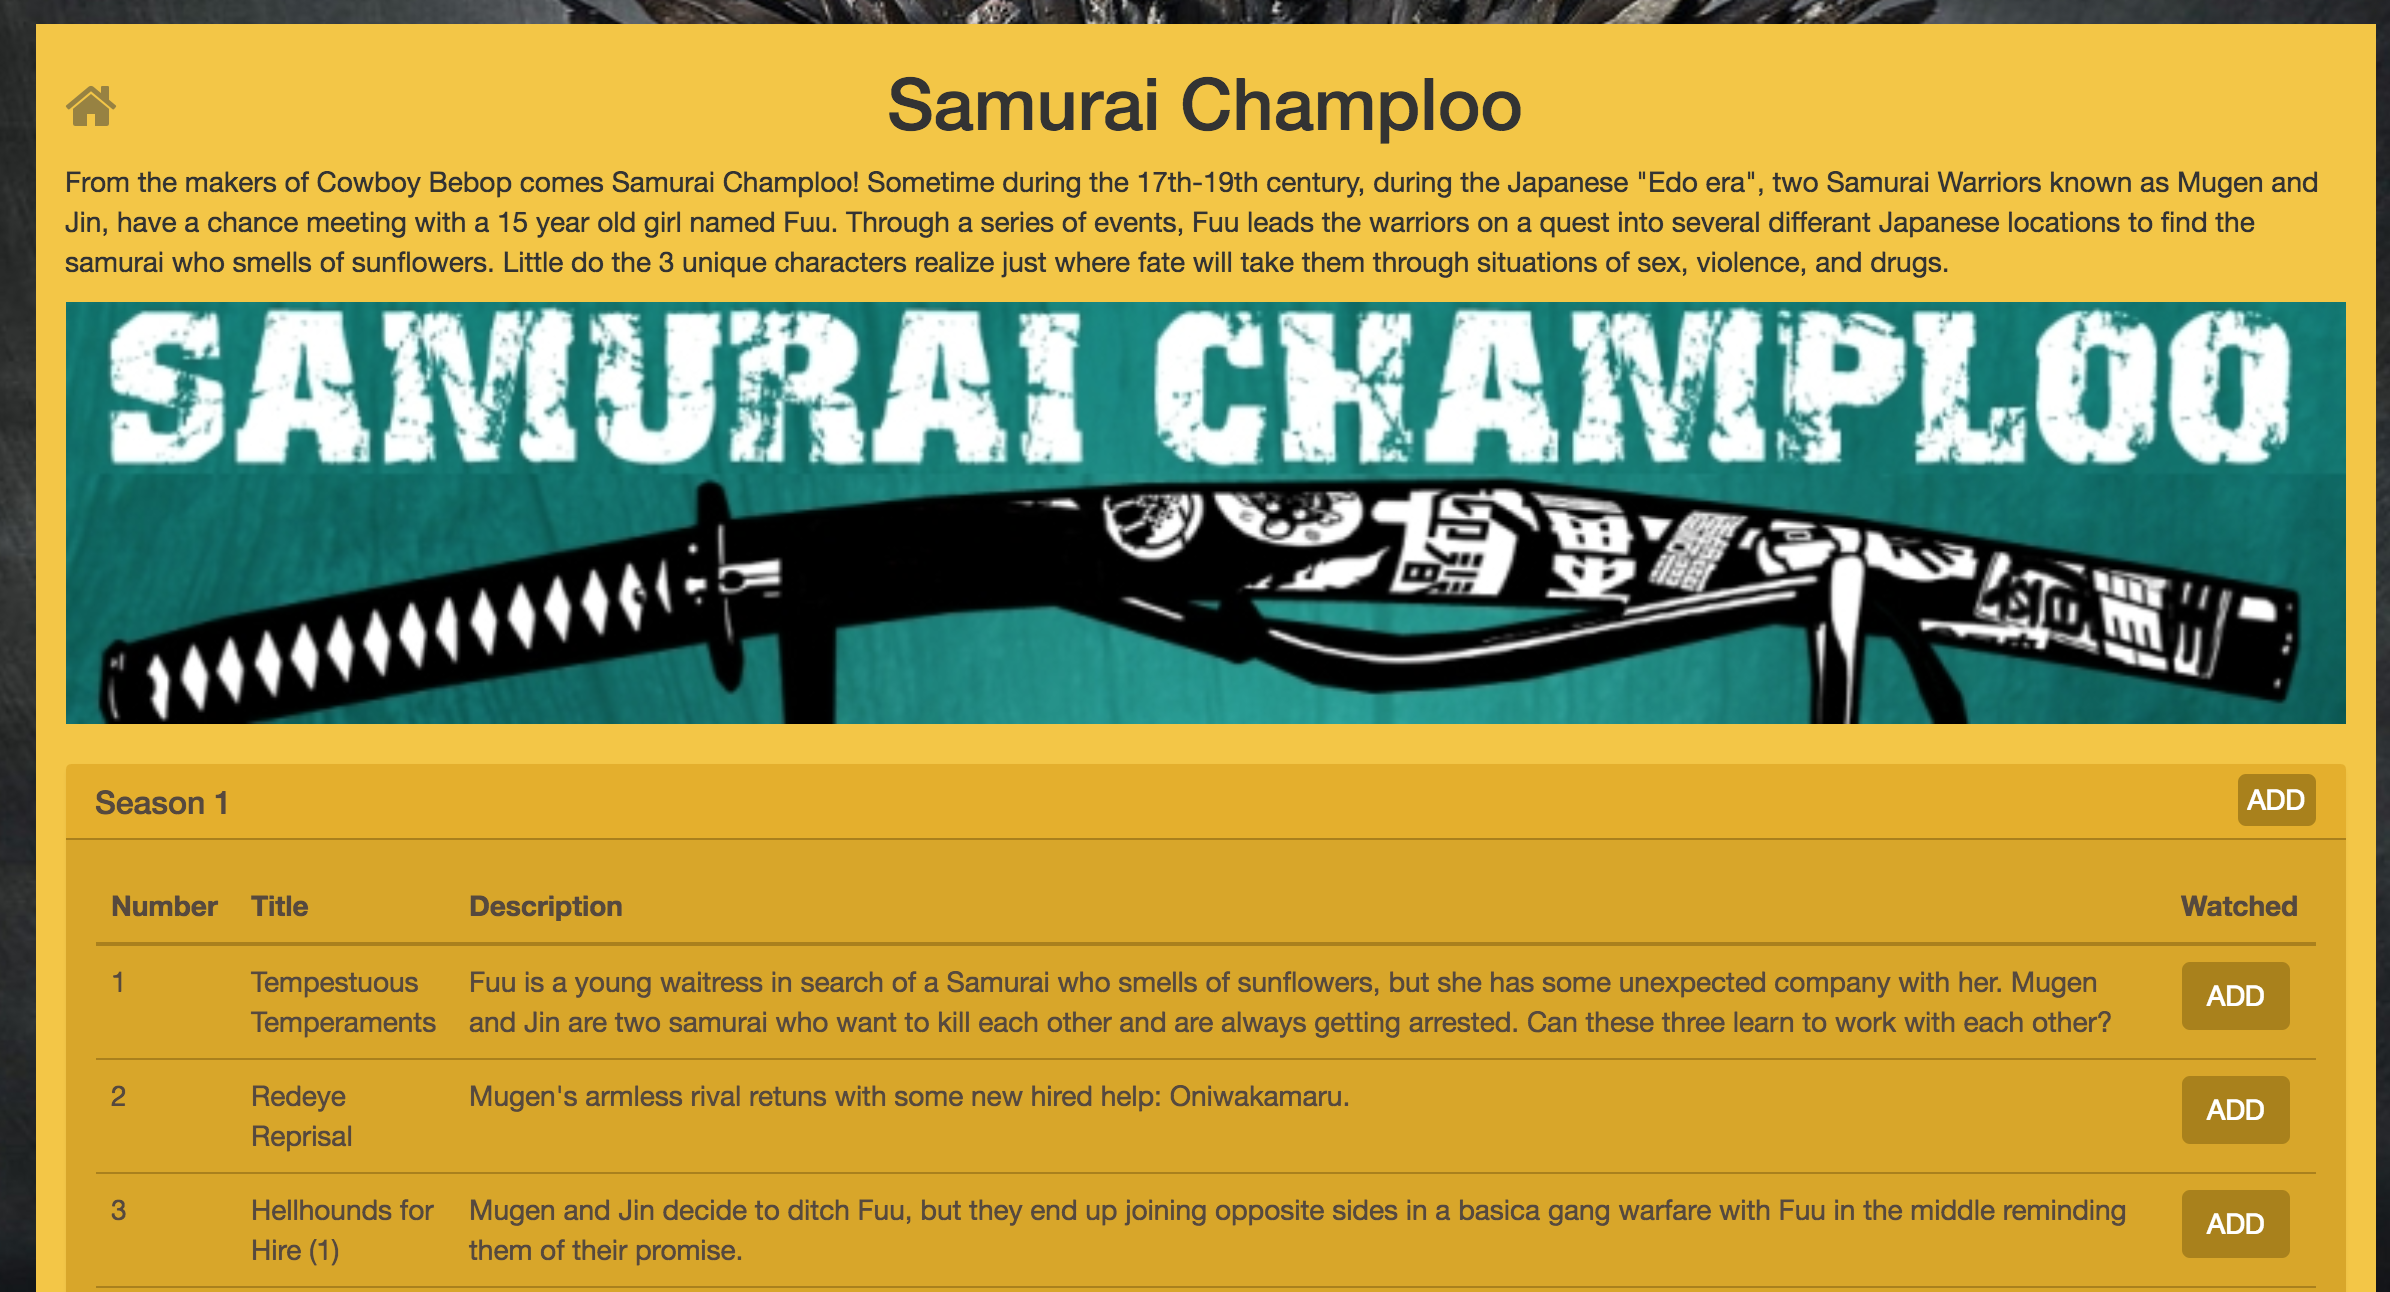 Samurai Champloo
From the makers of Cowboy Bebop comes Samurai Champloo! Sometime during the 17th-19th century, during the Japanese "Edo era", two Samurai Warriors known as Mugen and
Jin, have a chance meeting with a 15 year old girl named Fuu. Through a series of events, Fuu leads the warriors on a quest into several differant Japanese locations to find the
samurai who smells of sunflowers. Little do the 3 unique characters realize just where fate will take them through situations of sex, violence, and drugs.
SAMURAI CHAMPLOO
Season 1 ADD
Number Title Description Watched
1 Tempestuous Fuu is a young waitress in search of a Samurai who smells of sunflowers, but she has some unexpected company with her. Mugen ADD
Temperaments and Jin are two samurai who want to kill each other and are always getting arrested. Can these three learn to work with each other?
2 Redeye Mugen's armless rival retuns with some new hired help: Oniwakamaru. ADD
Reprisal
3 Hellhounds for Mugen and Jin decide to ditch Fuu, but they end up joining opposite sides in a basica gang warfare with Fuu in the middle reminding ADD
Hire (1) them of their promise.